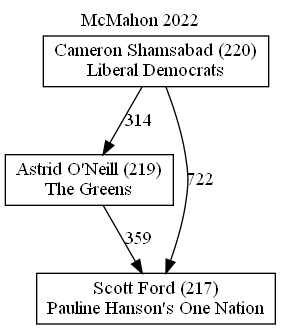 McMahon 2022
Cameron Shamsabad (220)
Liberal Democrats
314
Astrid O'Neill (219)
The Greens
722
359
Scott Ford (217)
Pauline Hanson's One Nation